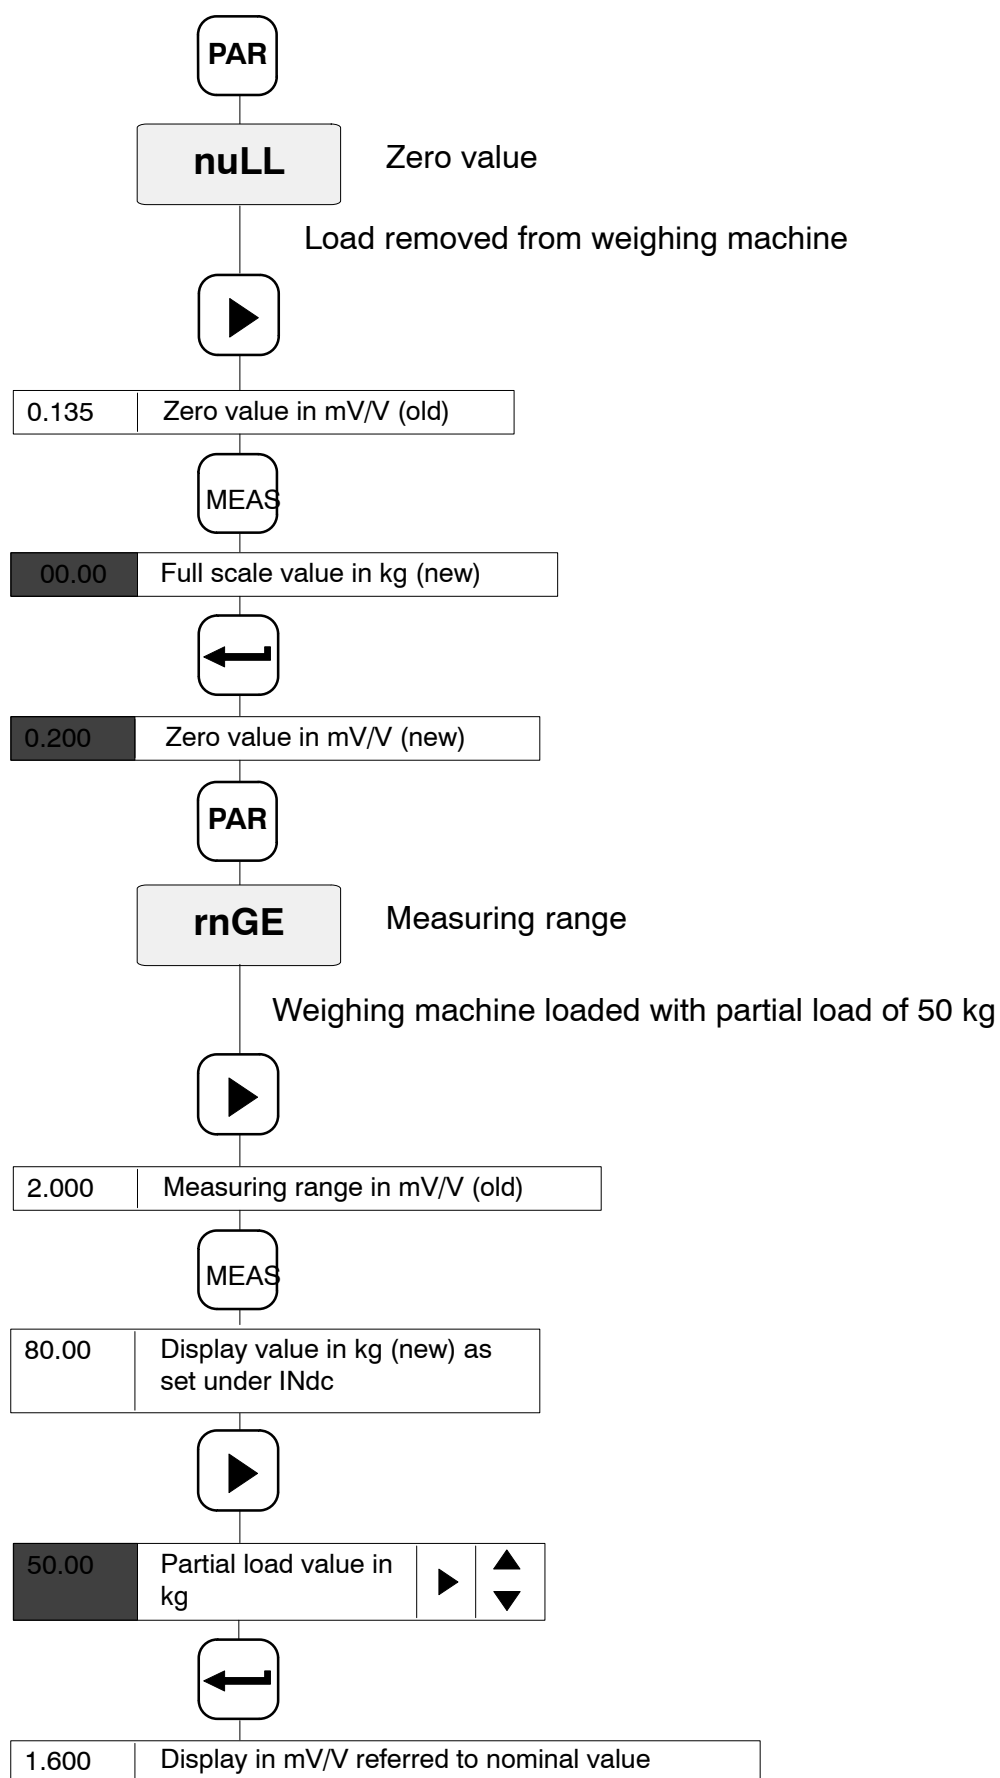 PAR
nuLL
Zero value
Load removed from weighing machine
0.135
Zero value in mV/V (old)
MEAS
00.00
Full scale value in kg (new)
0.200
Zero value in mV/V (new)
PAR
rnGE
Measuring range
Weighing machine loaded with partial load of 50 kg
2.000
Measuring range in mV/V (old)
MEAS
80.00
Display value in kg (new) as
set under INdc
50.00
Partial load value in
kg
1.600
Display in mV/V referred to nominal value